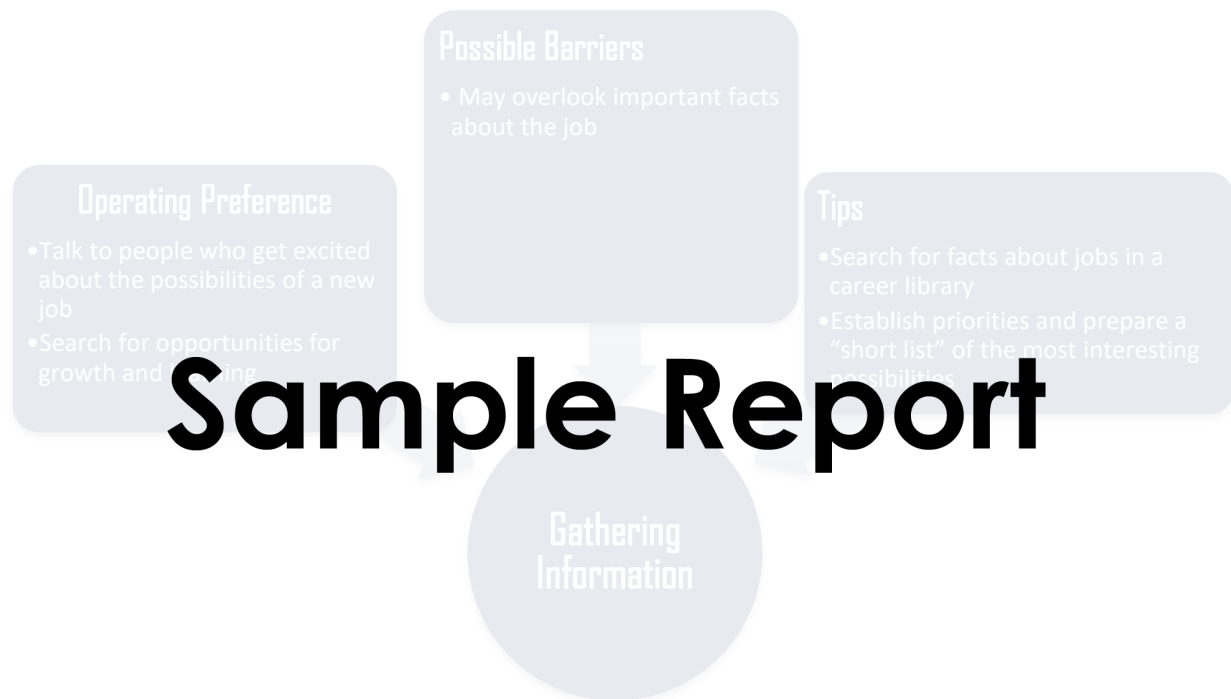 Possible Barriers
• May overlook important facts
about the job
Operating Preference
•Talk to people who get excited
about the possibilities of a new
job
•Search for opportunities for
growth and
Tips
•Search for facts about jobs in a
career library
•Establish priorities and prepare a
“short list” of the most interesting
possibilities
Sample Report
Gathering
Information